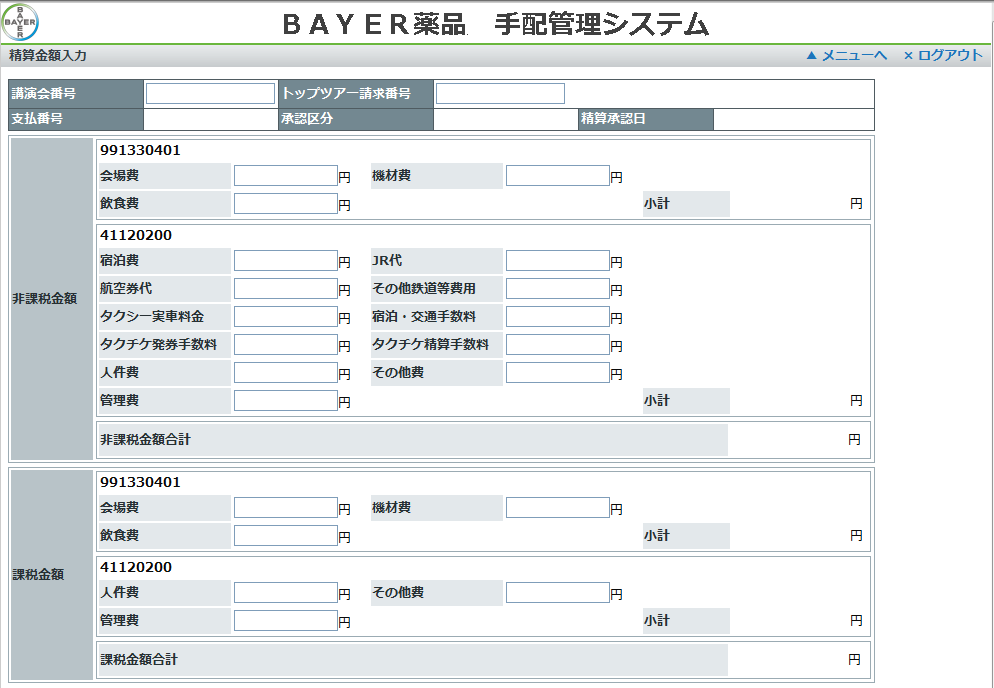 BAYER
BAYER
ＢＡＹＥＲ薬品　手配管理システム
精算金額入力 ▲ メニューへ × ログアウト
講演会番号 トップツアー請求番号
支払番号 承認区分 精算承認日
非課税金額
991330401
会場費 円 機材費 円
飲食費 円 小計 円
41120200
宿泊費 円 JR代 円
航空券代 円 その他鉄道等費用 円
タクシー実車料金 円 宿泊・交通手数料 円
タクチケ発券手数料 円 タクチケ精算手数料 円
人件費 円 その他費 円
管理費 円 小計 円
非課税金額合計 円
課税金額
991330401
会場費 円 機材費 円
飲食費 円 小計 円
41120200
人件費 円 その他費 円
管理費 円 小計 円
課税金額合計 円